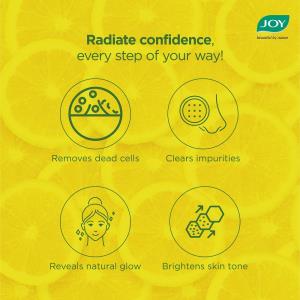 JOY
beautiful by nature
Radiate confidence,
every step of your way!
Removes dead cells
Clears impurities
Reveals natural glow
Brightens skin tone